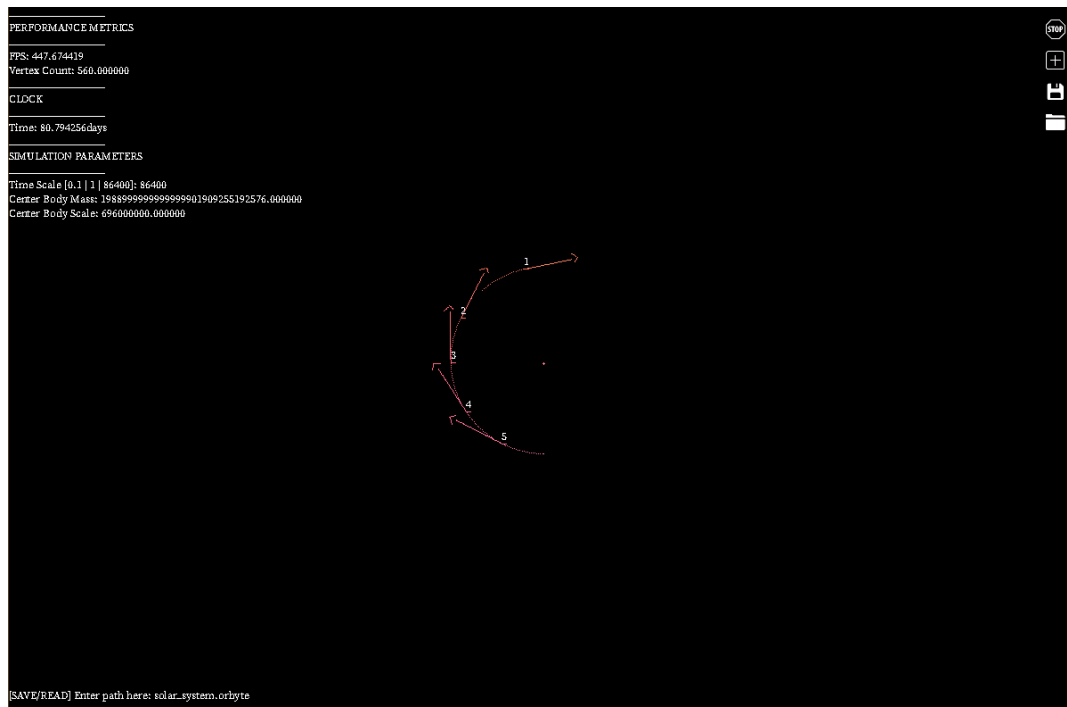 PERFORMANCE METRICS
FPS: 447.674419
Vertex Count: 560.000000
CLOCK
Time: 80.794256days
SIMULATION PARAMETERS
Time Scale [0.1 | 1 | 86400]: 86400
Center Body Mass: 1988999999999999901909255192576.000000
Center Body Scale: 696000000.000000
STOP
1
2
3
4
5
[SAVE/READ] Enter path here: solar_system.orbyte